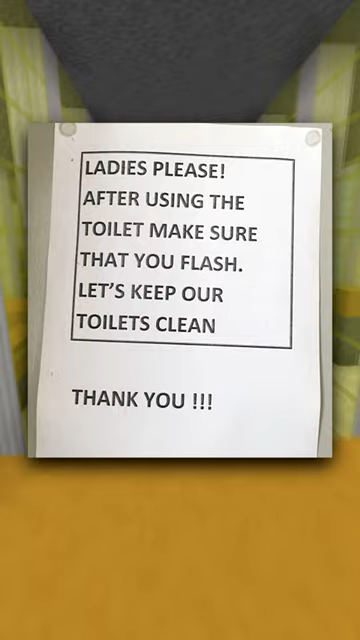 LADIES PLEASE!
AFTER USING THE
TOILET MAKE SURE
THAT YOU FLASH.
LET'S KEEP OUR
TOILETS CLEAN
THANK YOU !!!